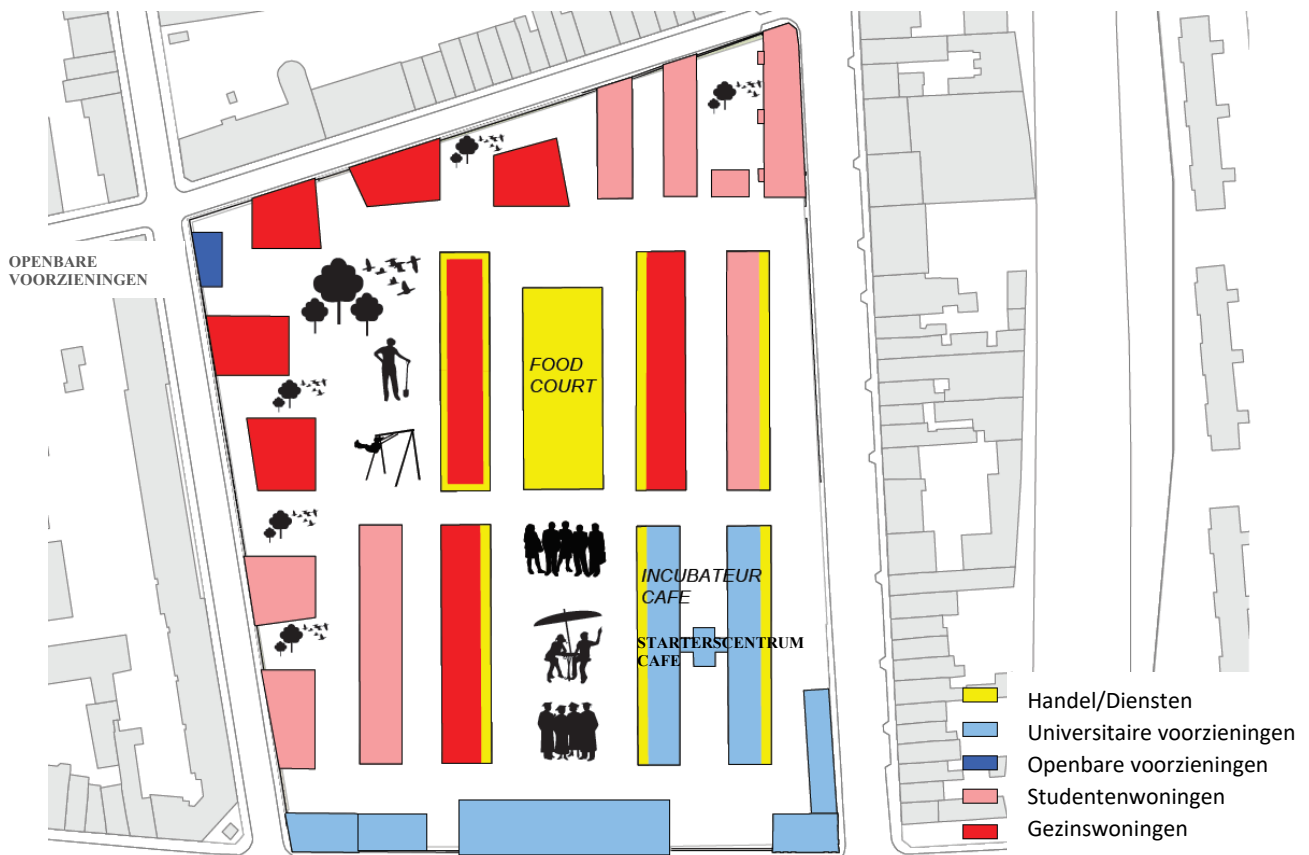 OPENBARE
VOORZIENINGEN
FOOD
COURT
INCUBATEUR
CAFE
STARTERSCENTRUM
CAFE
Handel/Diensten
Universitaire voorzieningen
Openbare voorzieningen
Studentenwoningen
Gezinswoningen